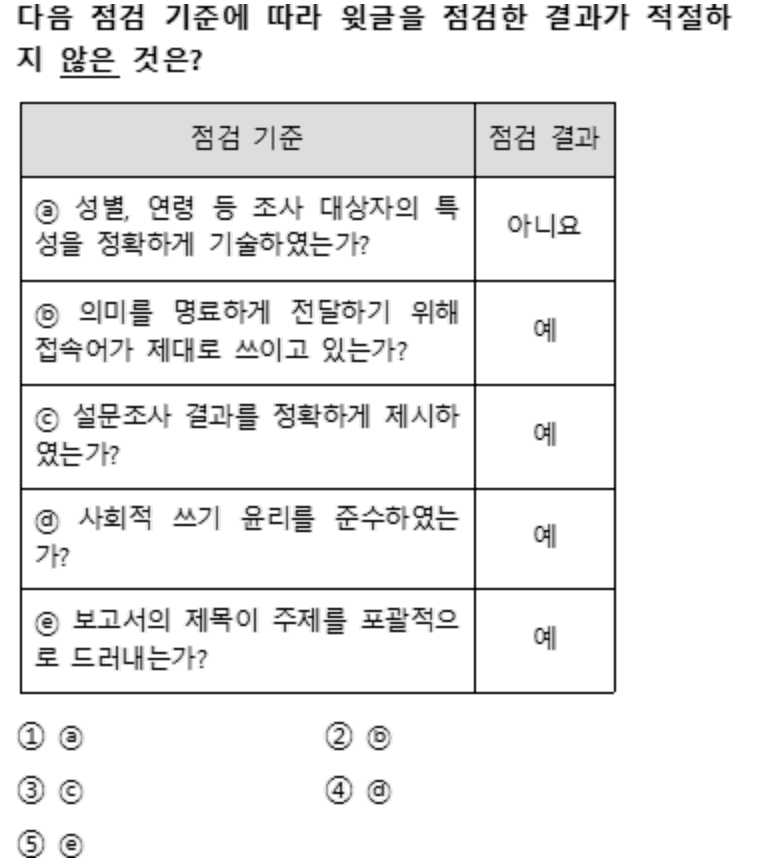 다음 점검 기준에 따라 윗글을 점검한 결과가 적절하
지 않은 것은?
점검 기준 점검 결과
ⓐ 성별, 연령 등 조사 대상자의 특
성을 정확하게 기술하였는가?
아니요
ⓑ 의미를 명료하게 전달하기 위해
접속어가 제대로 쓰이고 있는가?
예
ⓒ 설문조사 결과를 정확하게 제시하
였는가?
예
ⓓ 사회적 쓰기 윤리를 준수하였는
가?
예
ⓔ 보고서의 제목이 주제를 포괄적으
로 드러내는가?
예
① ⓐ ② ⓑ
③ ⓒ ④ ⓓ
⑤ ⓔ